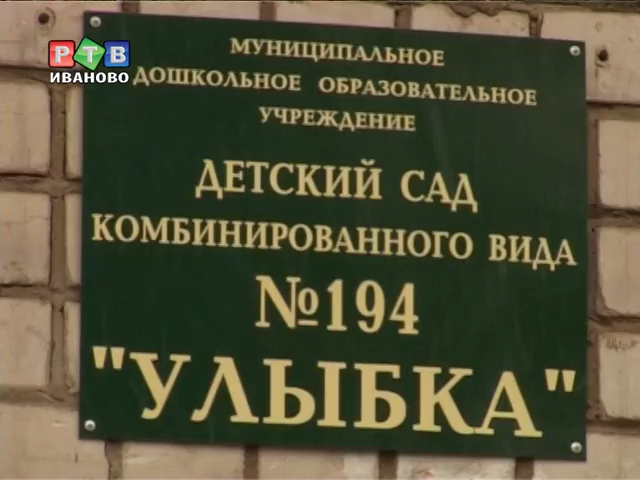 РТВ
ИВАНОВО
МУНИЦИПАЛЬНОЕ
ДОШКОЛЬНОЕ ОБРАЗОВАТЕЛЬНОЕ
УЧРЕЖДЕНИЕ
ДЕТСКИЙ САД
КОМБИНИРОВАННОГО ВИДА
№194
"УЛЫБКА"